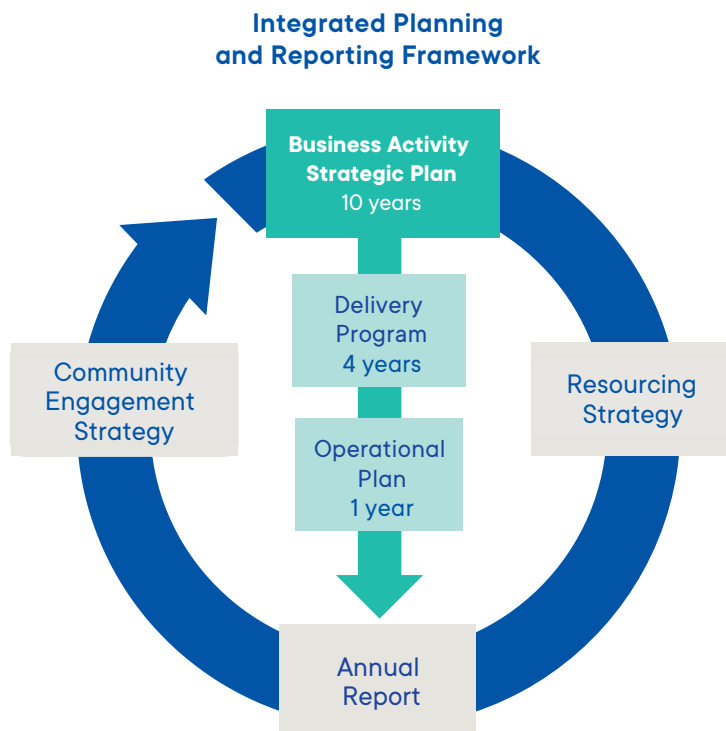 Integrated Planning
and Reporting Framework
Business Activity
Strategic Plan
10 years
Delivery
Program
4 years
Community
Engagement
Strategy
Resourcing
Strategy
Operational
Plan
1 year
Annual
Report